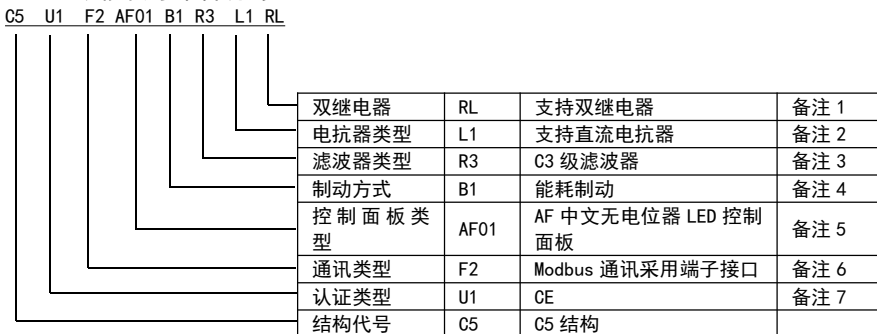 C5 U1 F2 AF01 B1 R3 L1 RL
双继电器 RL 支持双继电器 备注 1
电抗器类型 L1 支持直流电抗器 备注 2
滤波器类型 R3 C3 级滤波器 备注 3
制动方式 B1 能耗制动 备注 4
控制面板类型 AF01 AF 中文无电位器 LED 控制面板 备注 5
通讯类型 F2 Modbus 通讯采用端子接口 备注 6
认证类型 U1 CE 备注 7
结构代号 C5 C5 结构